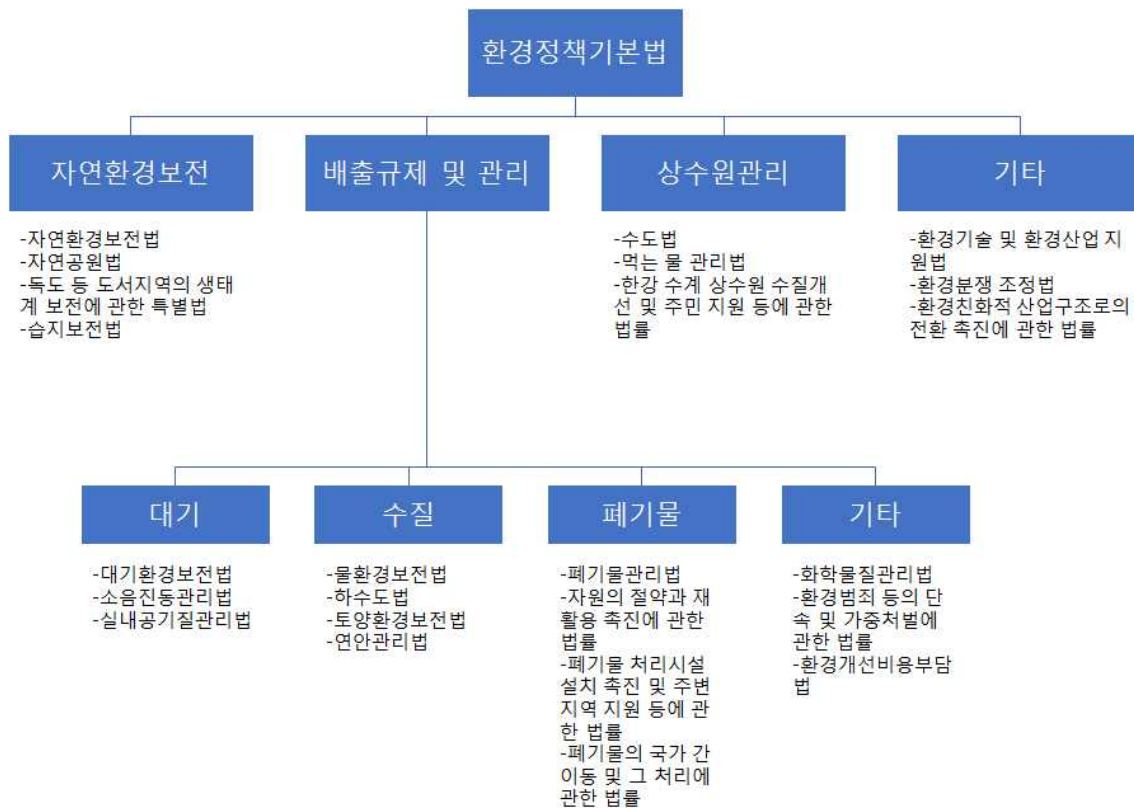 환경정책기본법
자연환경보전
-자연환경보전법
-자연공원법
-독도 등 도서지역의 생태
계 보전에 관한 특별법
-습지보전법
배출규제 및 관리
상수원관리
-수도법
-먹는 물 관리법
-한강 수계 상수원 수질개
선 및 주민 지원 등에 관한
법률
기타
-환경기술 및 환경산업 지
원법
-환경분쟁 조정법
-환경친화적 산업구조로의
전환 촉진에 관한 법률
대기
-대기환경보전법
-소음진동관리법
-실내공기질관리법
수질
-물환경보전법
-하수도법
-토양환경보전법
-연안관리법
폐기물
-폐기물관리법
-자원의 절약과 재
활용 촉진에 관한
법률
-폐기물 처리시설
설치 촉진 및 주변
지역 지원 등에 관
한 법률
-폐기물의 국가 간
이동 및 그 처리에
관한 법률
기타
-화학물질관리법
-환경범죄 등의 단
속 및 가중처벌에
관한 법률
-환경개선비용부담
법